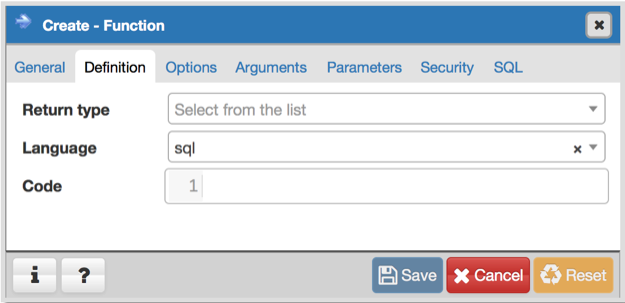 Create - Function
General Definition Options Arguments Parameters Security SQL
Return type Select from the list
Language sql
Code 1
i ? Save Cancel Reset